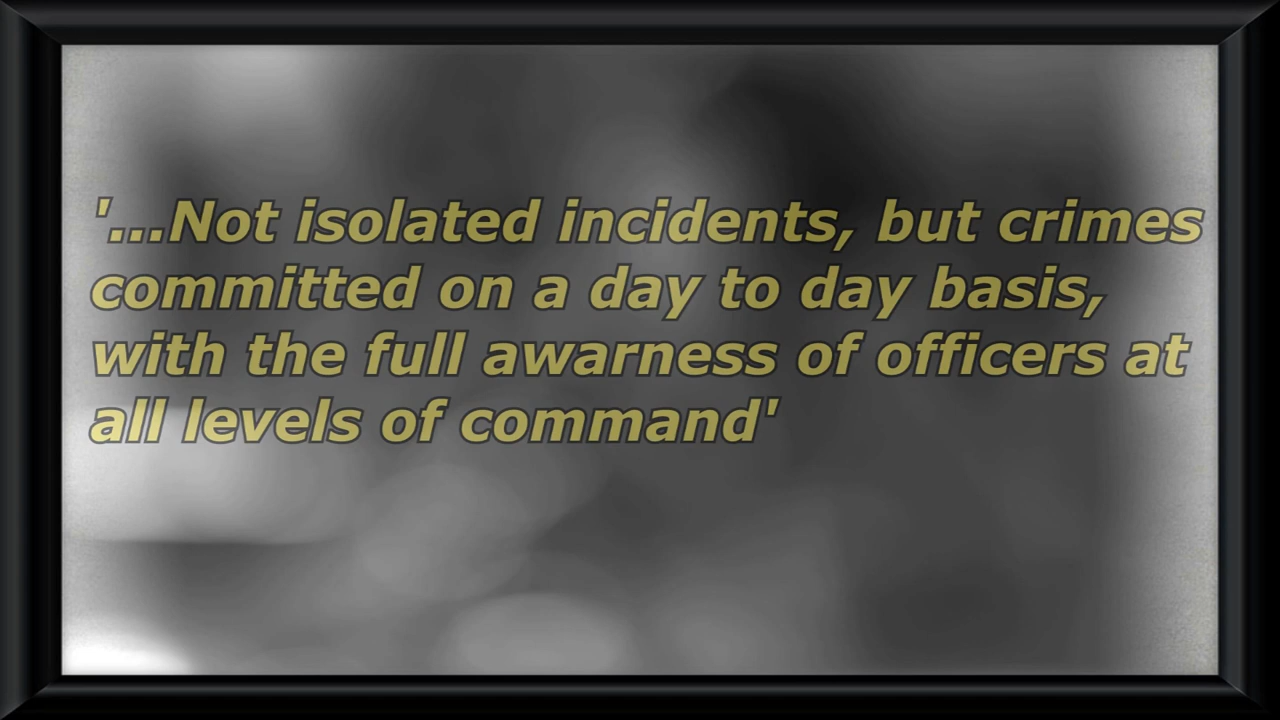 '...Not isolated incidents, but crimes
committed on a day to day basis,
with the full awarness of officers at
all levels of command'